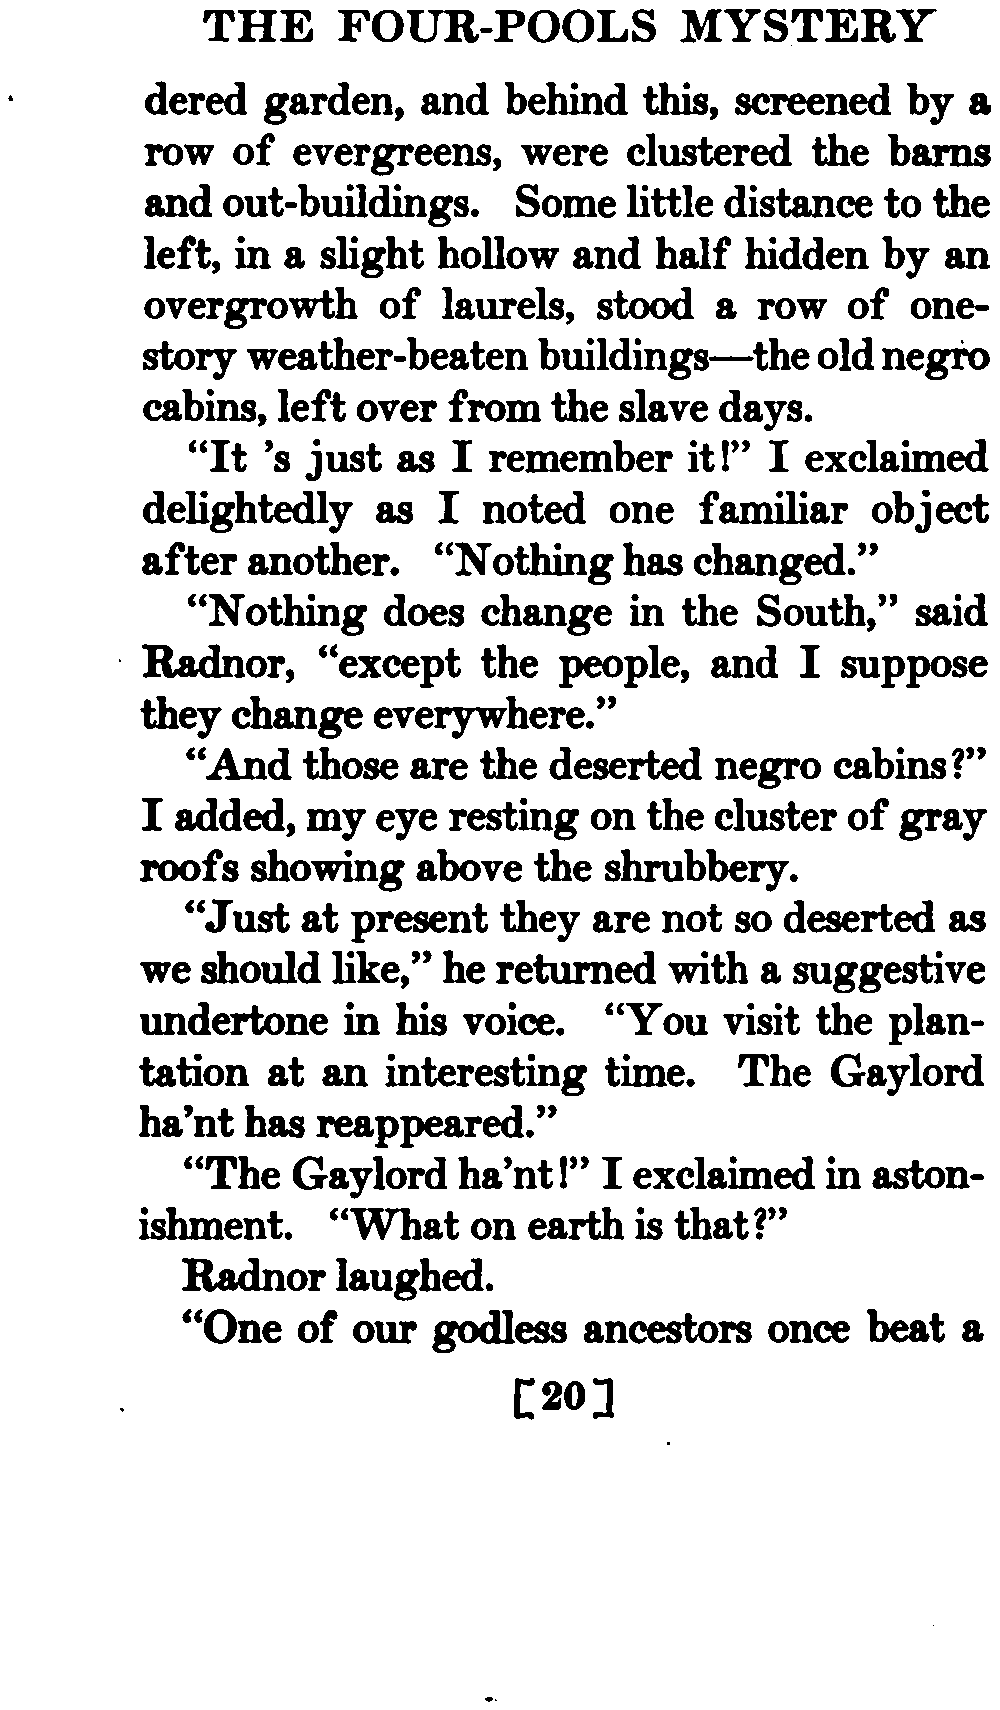 THE FOUR-POOLS MYSTERY
dered garden, and behind this, screened by a
row of evergreens, were clustered the barns
and out-buildings. Some little distance to the
left, in a slight hollow and half hidden by an
overgrowth of laurels, stood a row of one-
story weather-beaten buildings—the old negro
cabins, left over from the slave days.
“It ’s just as I remember it!” I exclaimed
delightedly as I noted one familiar object
after another. “Nothing has changed.”
“Nothing does change in the South,” said
Radnor, “except the people, and I suppose
they change everywhere.”
“And those are the deserted negro cabins?”
I added, my eye resting on the cluster of gray
roofs showing above the shrubbery.
“Just at present they are not so deserted as
we should like,” he returned with a suggestive
undertone in his voice. “You visit the plan-
tation at an interesting time. The Gaylord
ha’nt has reappeared.”
“The Gaylord ha’nt!” I exclaimed in aston-
ishment. “What on earth is that?”
Radnor laughed.
“One of our godless ancestors once beat a
[20]